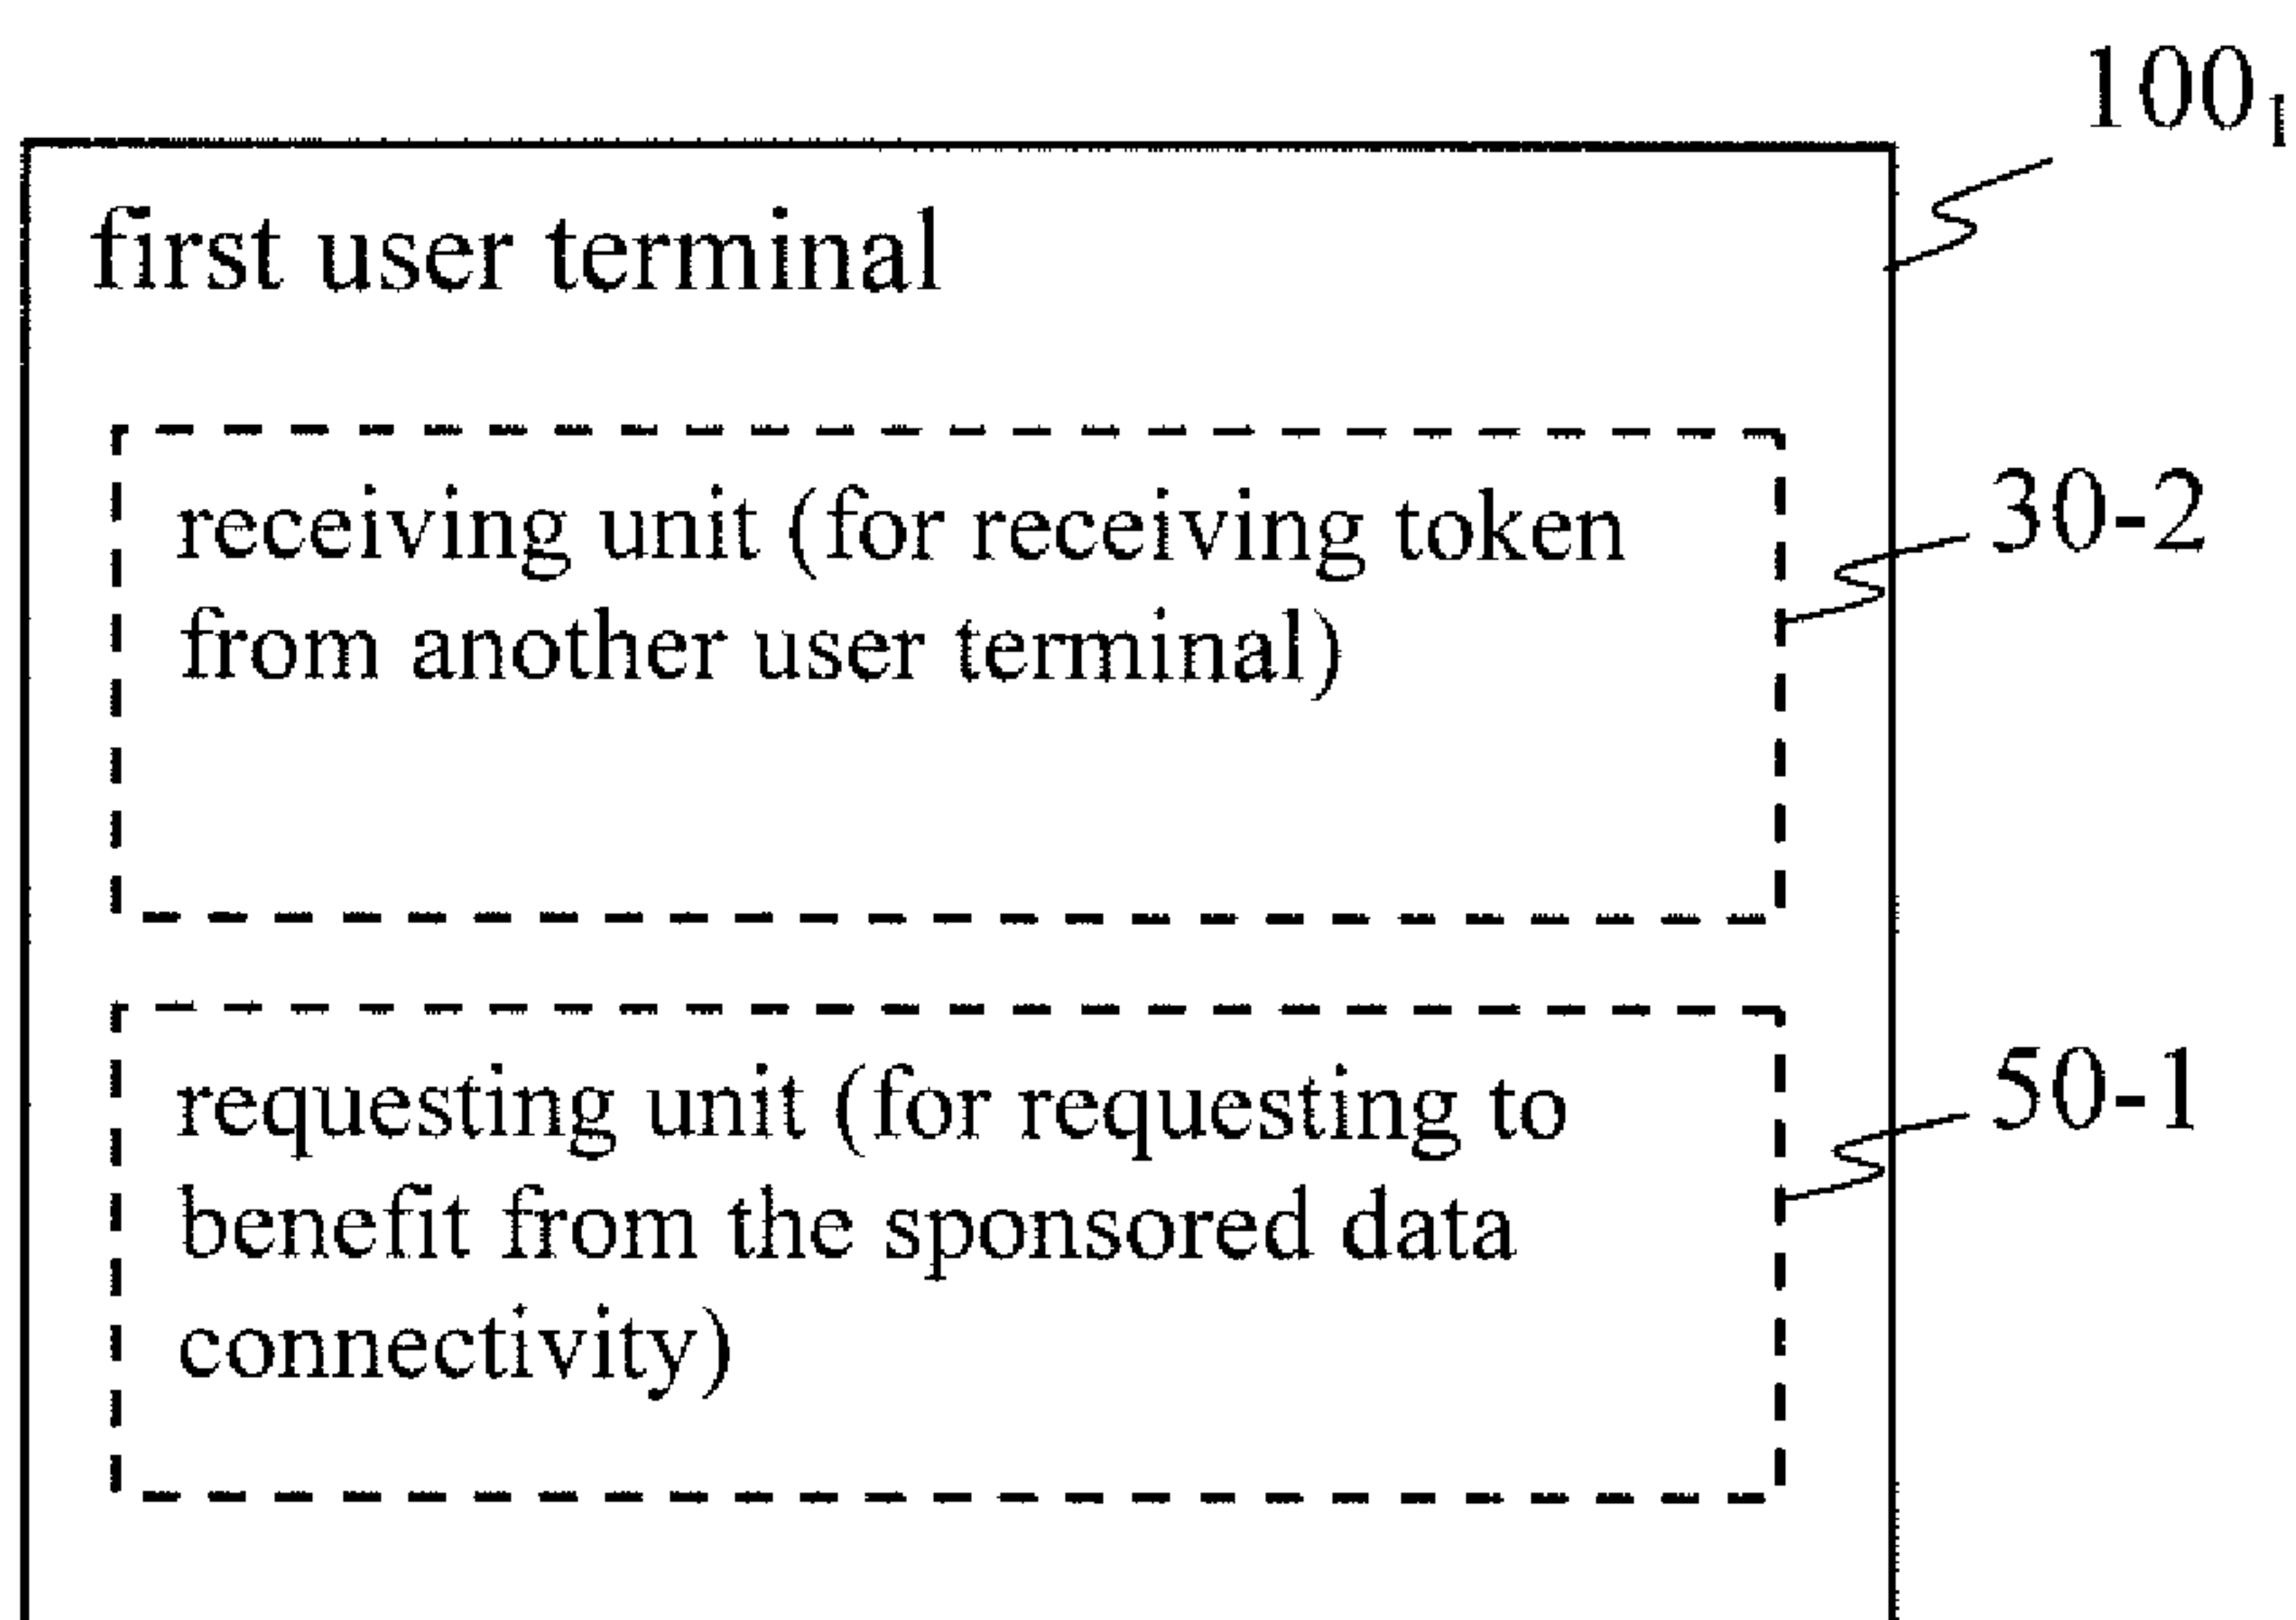 100₁
first user terminal
receiving unit (for receiving token
from another user terminal)
30-2
requesting unit (for requesting to
benefit from the sponsored data
connectivity)
50-1